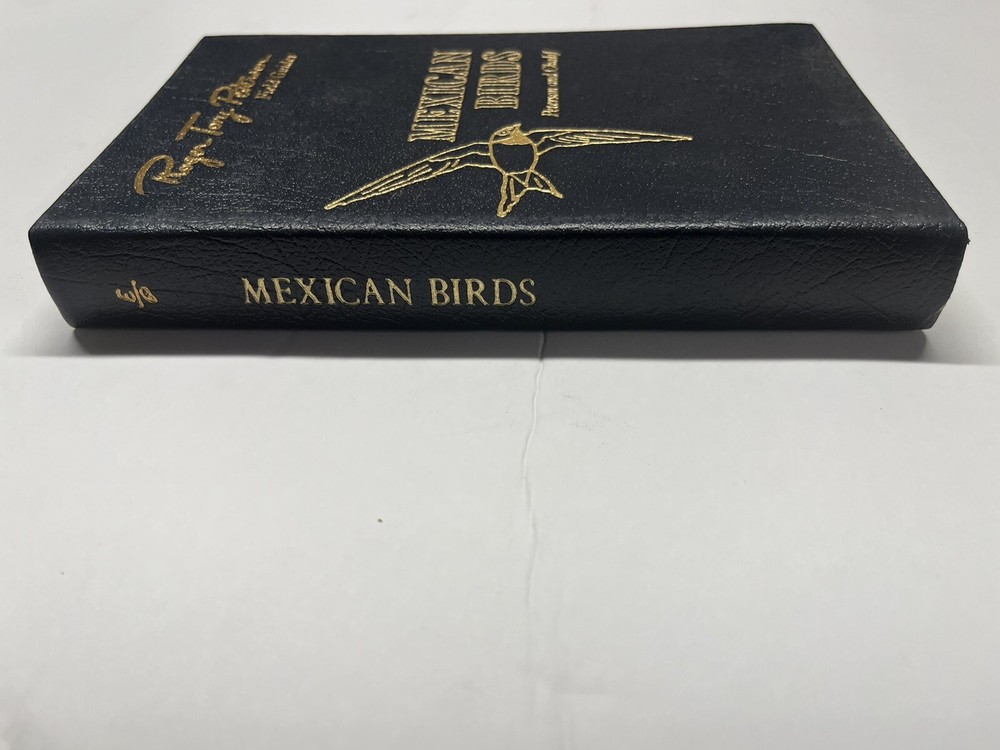 Roger Tory Peterson
Field Guides
MEXICAN
BIRDS
Peterson and Chalif
MEXICAN BIRDS